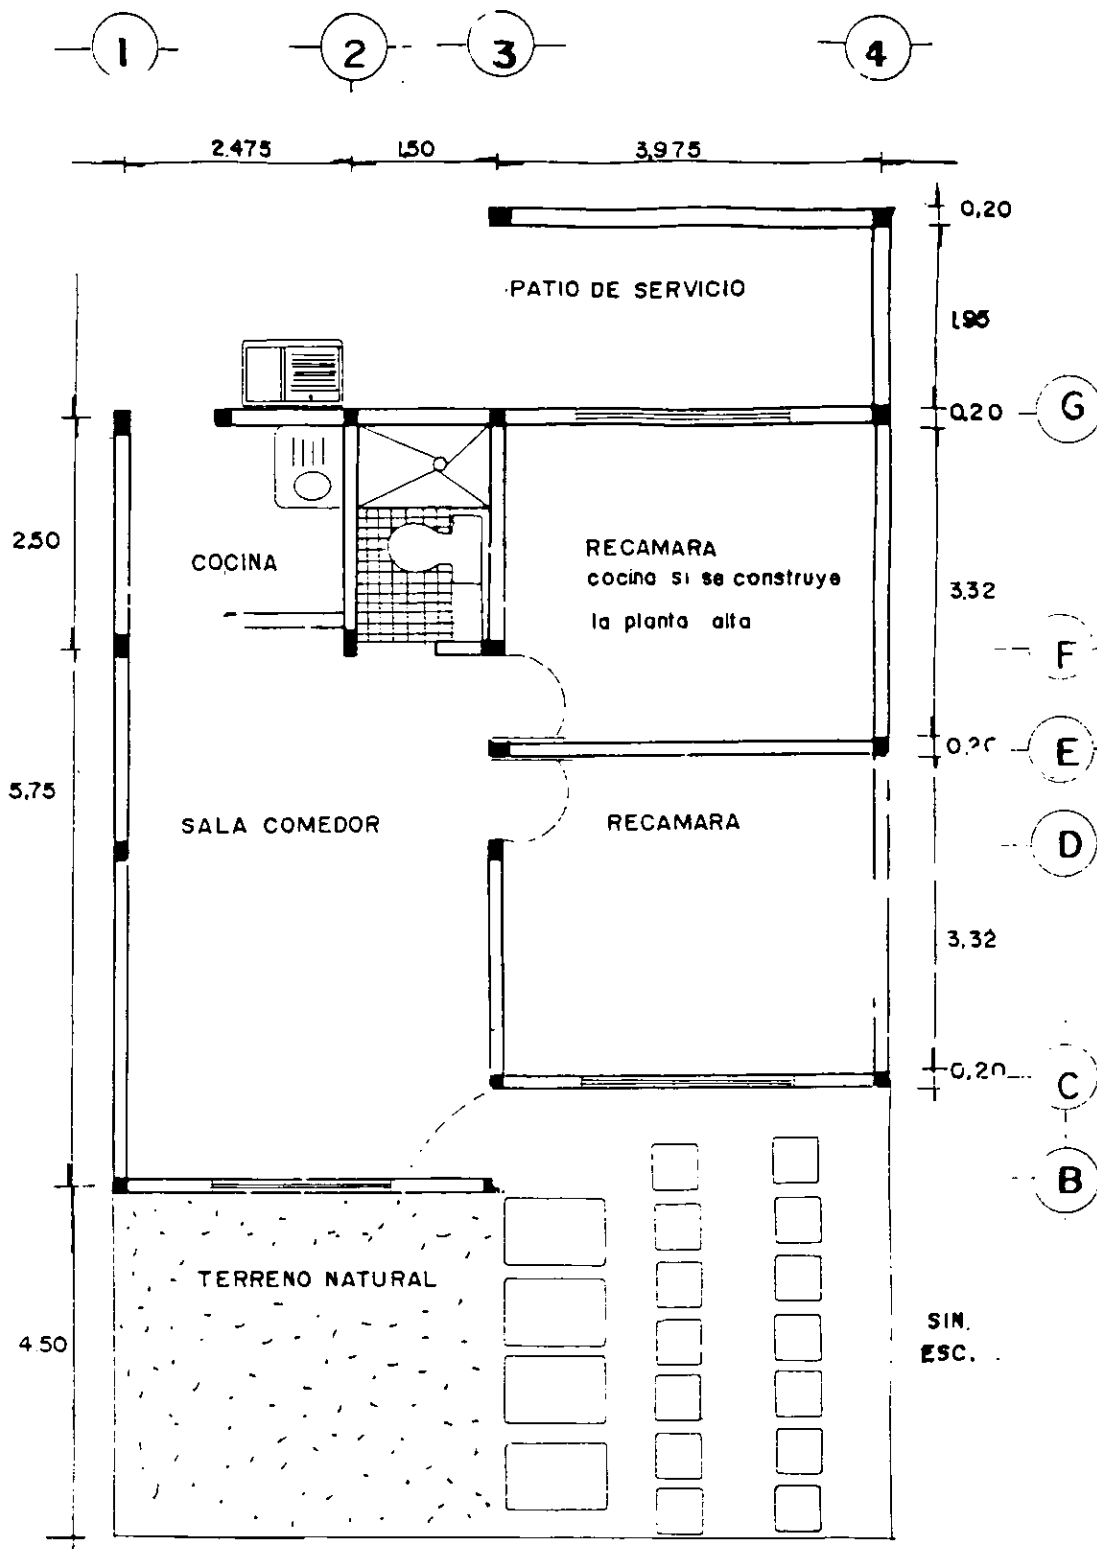 1 2 3 4
2.475 1.50 3,975
0,20
PATIO DE SERVICIO
1.95
0,20 G
2.50
COCINA
RECAMARA
cocina si se construye
la planta alta
3.32
F
0.20 E
5.75
SALA COMEDOR
RECAMARA
D
3.32
0,20 C
B
TERRENO NATURAL
4.50
SIN.
ESC.